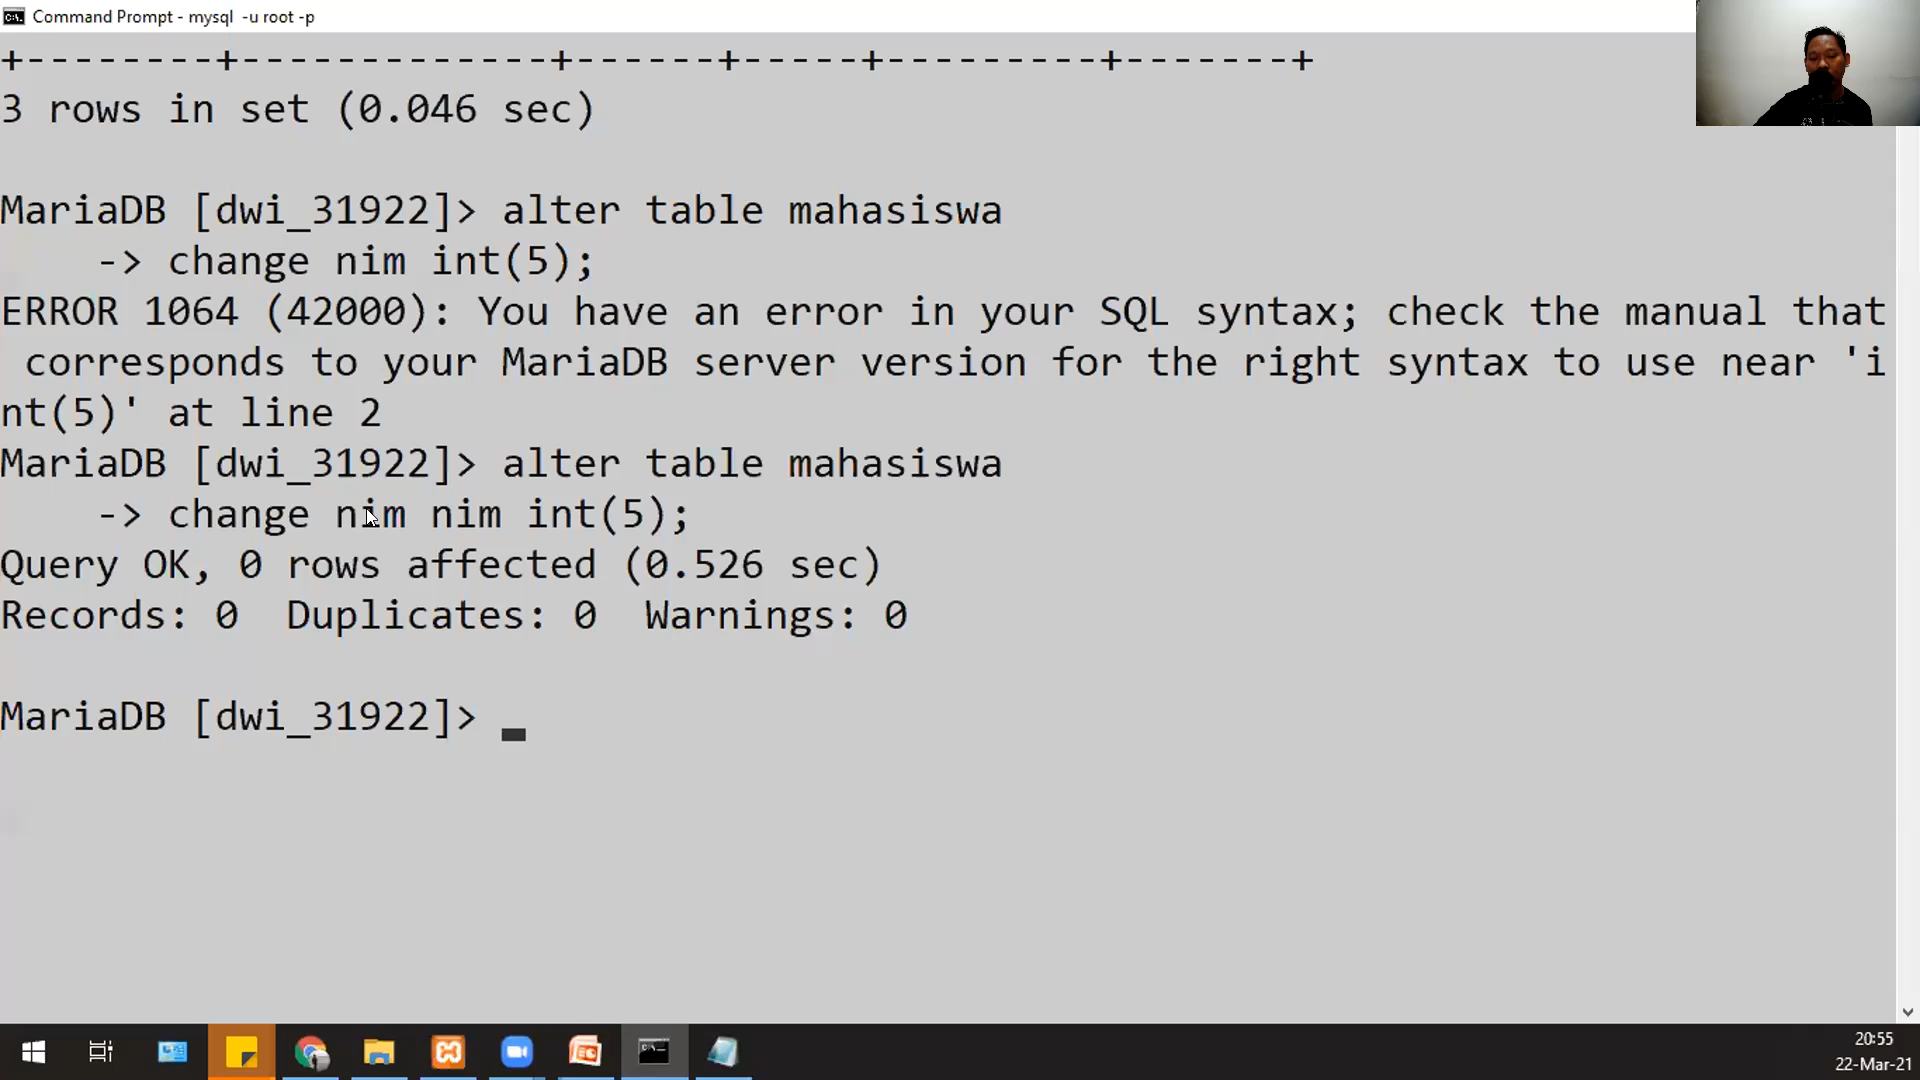 Command Prompt - mysql  -u root -p
+--------+-------------+------+-----+---------+-------+
3 rows in set (0.046 sec)
MariaDB [dwi_31922]> alter table mahasiswa
    -> change nim int(5);
ERROR 1064 (42000): You have an error in your SQL syntax; check the manual that
 corresponds to your MariaDB server version for the right syntax to use near 'i
nt(5)' at line 2
MariaDB [dwi_31922]> alter table mahasiswa
    -> change nim nim int(5);
Query OK, 0 rows affected (0.526 sec)
Records: 0  Duplicates: 0  Warnings: 0
MariaDB [dwi_31922]> _
20:55
22-Mar-21